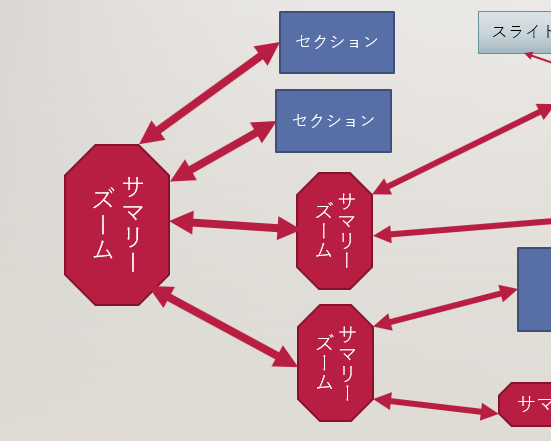 セクション
スライド
セクション
サマリー
ズーム
サマリー
ズーム
サマリー
ズーム
サマ